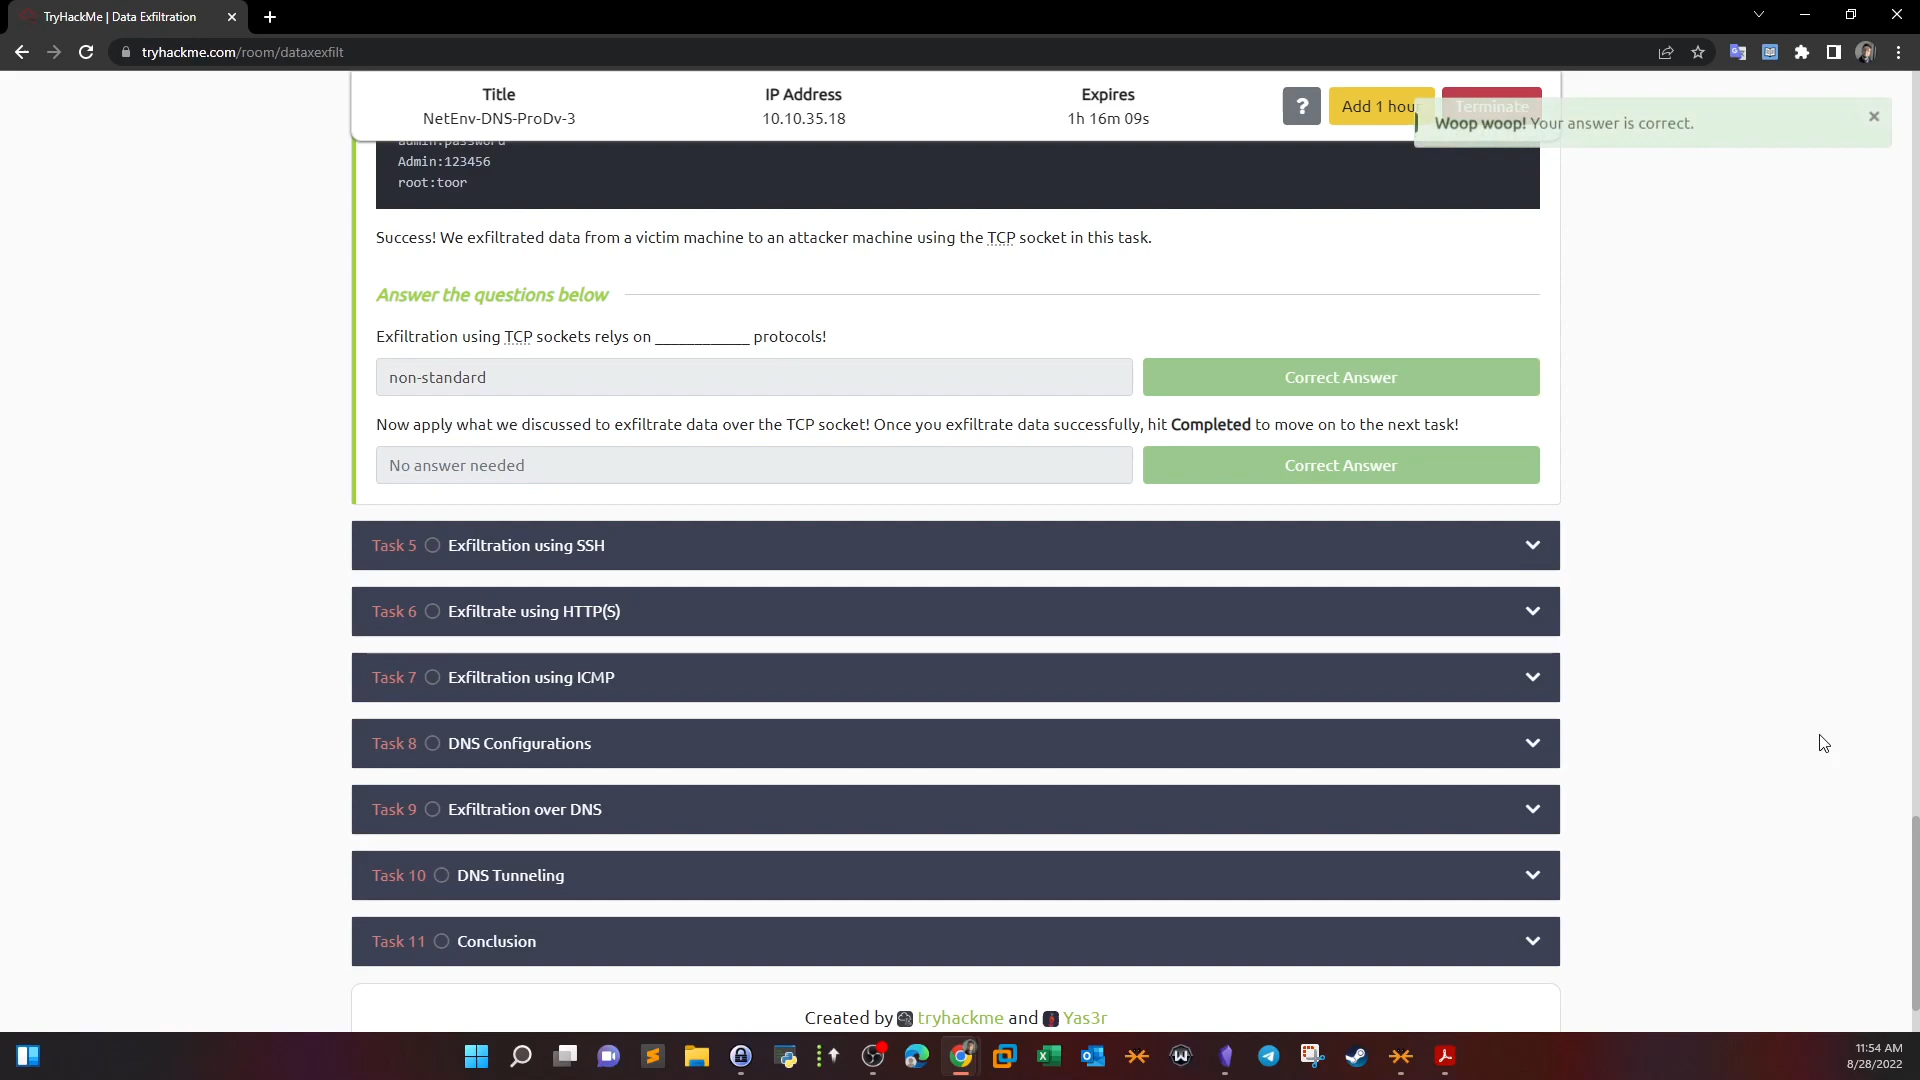 TryHackMe | Data Exfiltration
tryhackme.com/room/dataxexfilt
Title
NetEnv-DNS-ProDv-3
IP Address
10.10.35.18
Expires
1h 16m 09s
?
Add 1 hou
Terminate
Woop woop! Your answer is correct.
admin:password
Admin:123456
root:toor
Success! We exfiltrated data from a victim machine to an attacker machine using the TCP socket in this task.
Answer the questions below
Exfiltration using TCP sockets relys on ____________ protocols!
non-standard
Correct Answer
Now apply what we discussed to exfiltrate data over the TCP socket! Once you exfiltrate data successfully, hit Completed to move on to the next task!
No answer needed
Correct Answer
Task 5 Exfiltration using SSH
Task 6 Exfiltrate using HTTP(S)
Task 7 Exfiltration using ICMP
Task 8 DNS Configurations
Task 9 Exfiltration over DNS
Task 10 DNS Tunneling
Task 11 Conclusion
Created by tryhackme and Yas3r
11:54 AM
8/28/2022